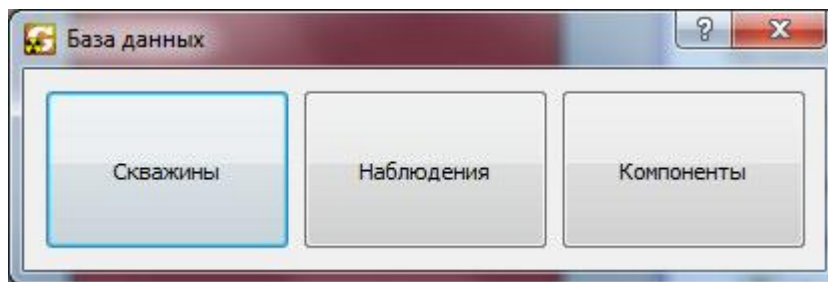 База данных
Скважины
Наблюдения
Компоненты